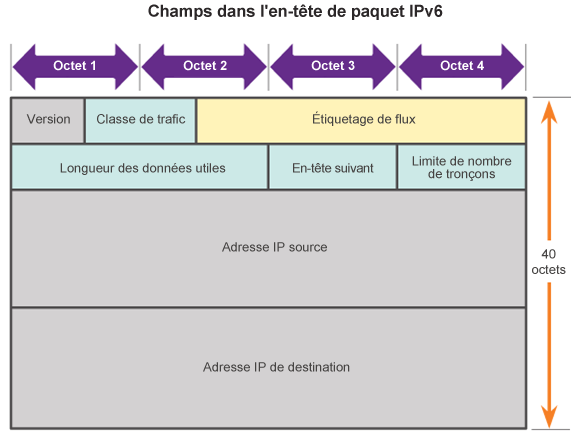 Champs dans l'en-tête de paquet IPv6
Octet 1
Octet 2
Octet 3
Octet 4
Version
Classe de trafic
Étiquetage de flux
Longueur des données utiles
En-tête suivant
Limite de nombre
de tronçons
Adresse IP source
40
octets
Adresse IP de destination